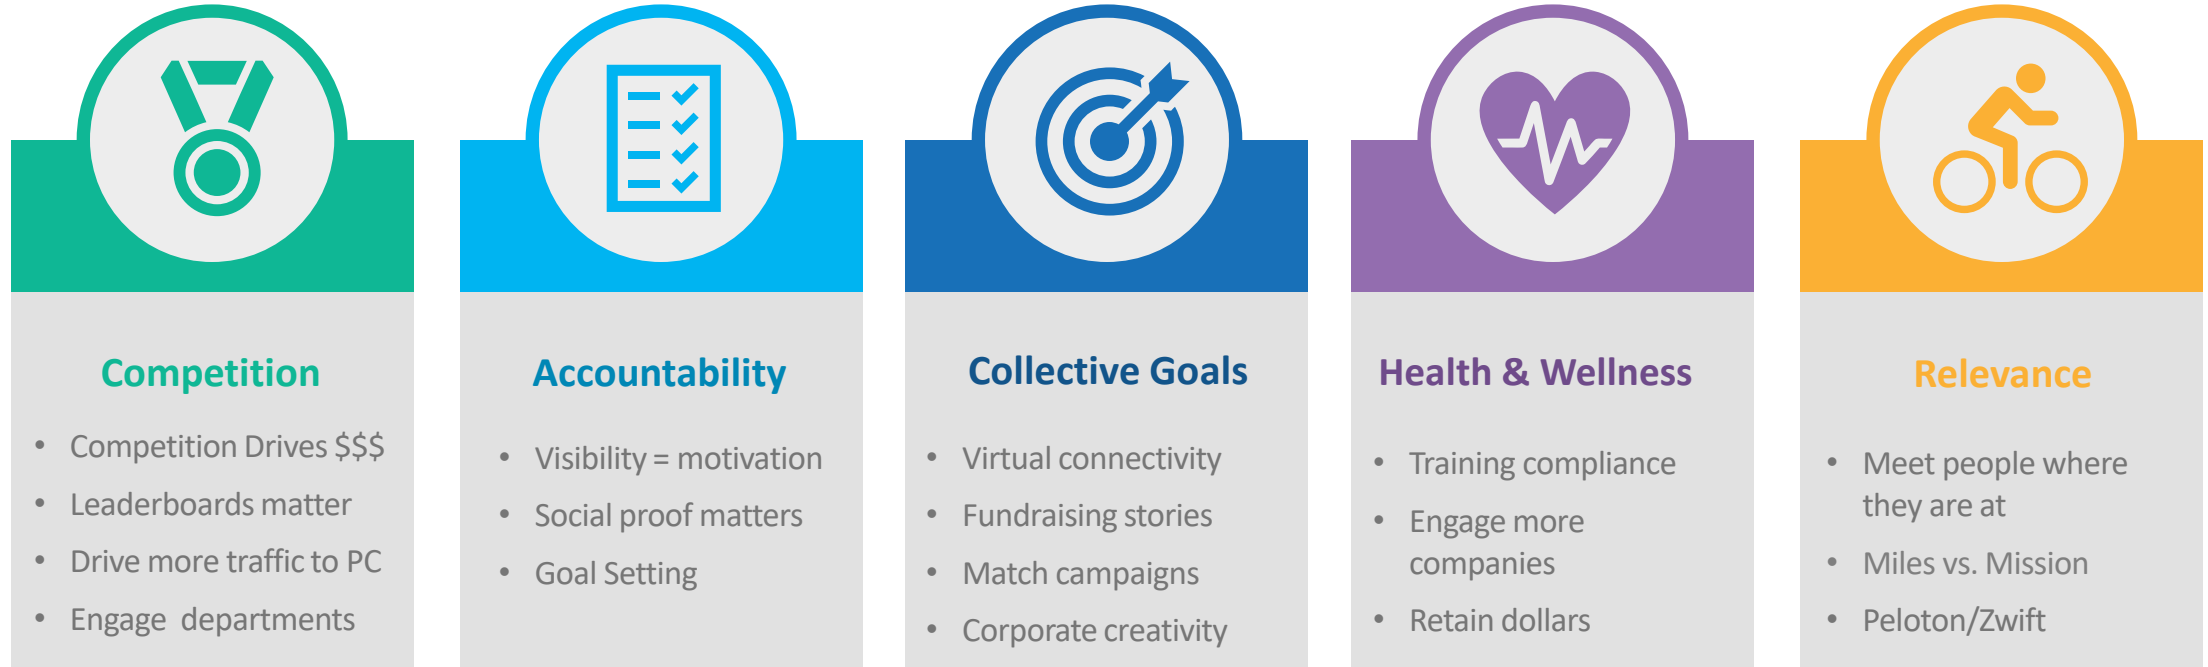 Competition
• Competition Drives $$$
• Leaderboards matter
• Drive more traffic to PC
• Engage departments
Accountability
• Visibility = motivation
• Social proof matters
• Goal Setting
Collective Goals
• Virtual connectivity
• Fundraising stories
• Match campaigns
• Corporate creativity
Health & Wellness
• Training compliance
• Engage more
companies
• Retain dollars
Relevance
• Meet people where
they are at
• Miles vs. Mission
• Peloton/Zwift